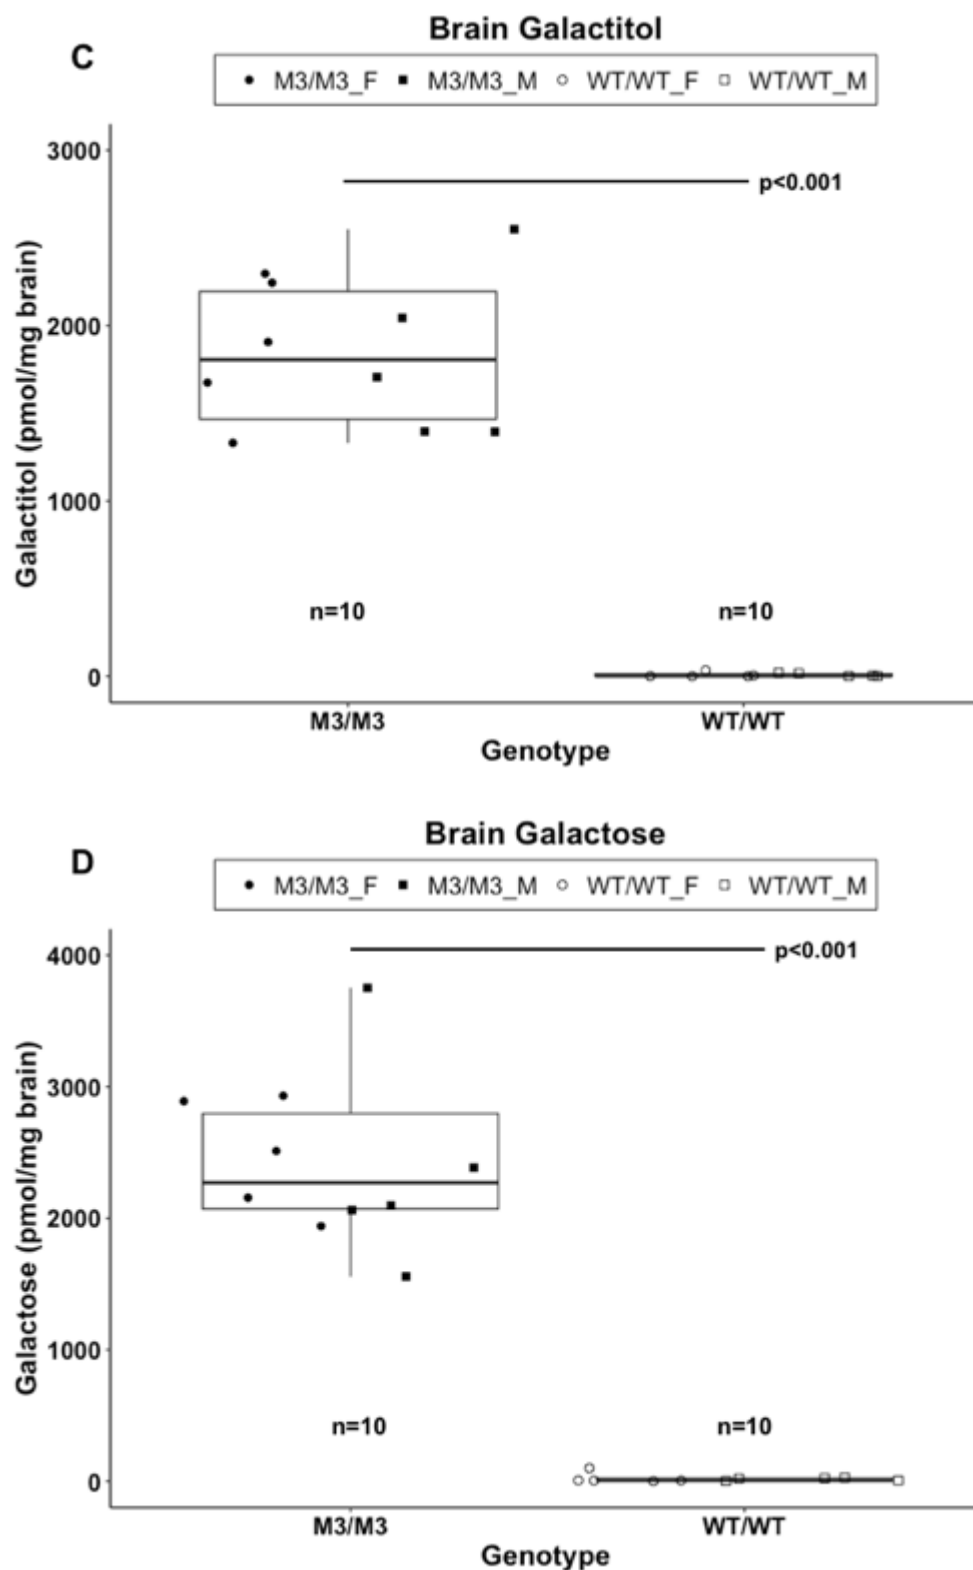 C
Brain Galactitol
M3/M3_F M3/M3_M WT/WT_F WT/WT_M
3000
p<0.001
2000
1000
0
Galactitol (pmol/mg brain)
n=10 n=10
M3/M3 WT/WT
Genotype
D
Brain Galactose
M3/M3_F M3/M3_M WT/WT_F WT/WT_M
4000
p<0.001
3000
2000
1000
0
Galactose (pmol/mg brain)
n=10 n=10
M3/M3 WT/WT
Genotype